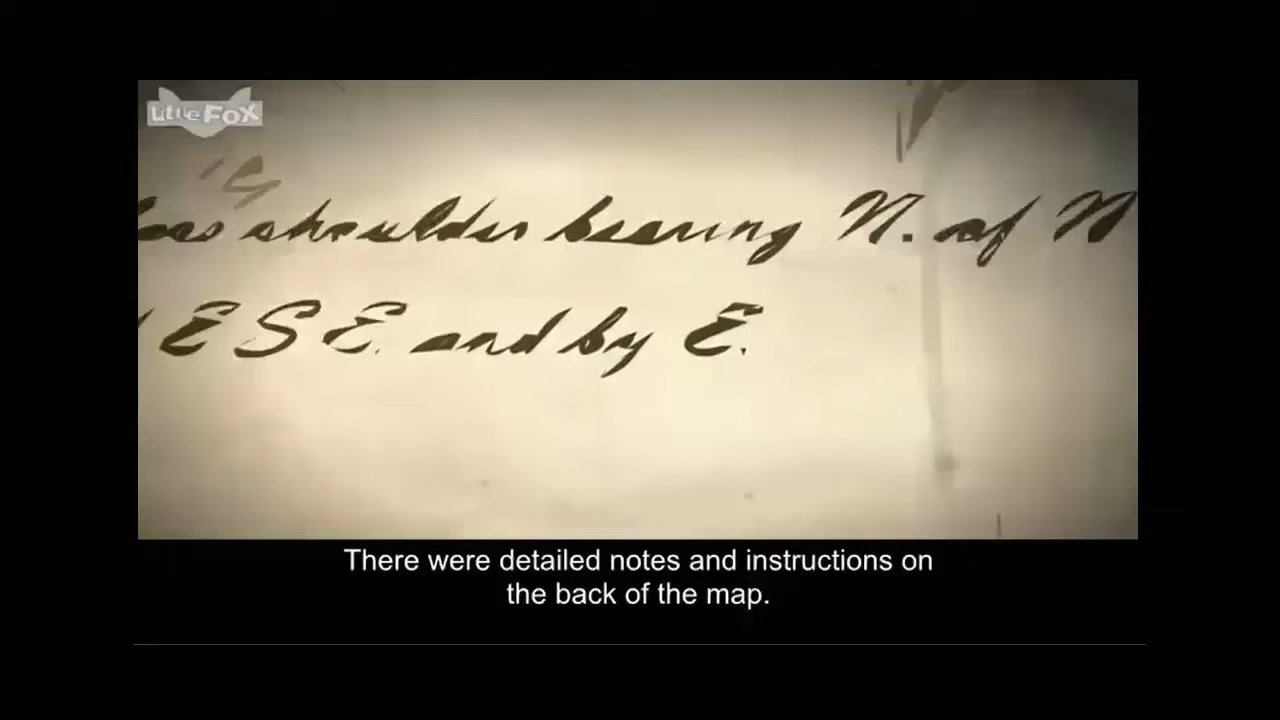 Little Fox
shoulder bearing N. of N
E S E. and by E.
There were detailed notes and instructions on
the back of the map.